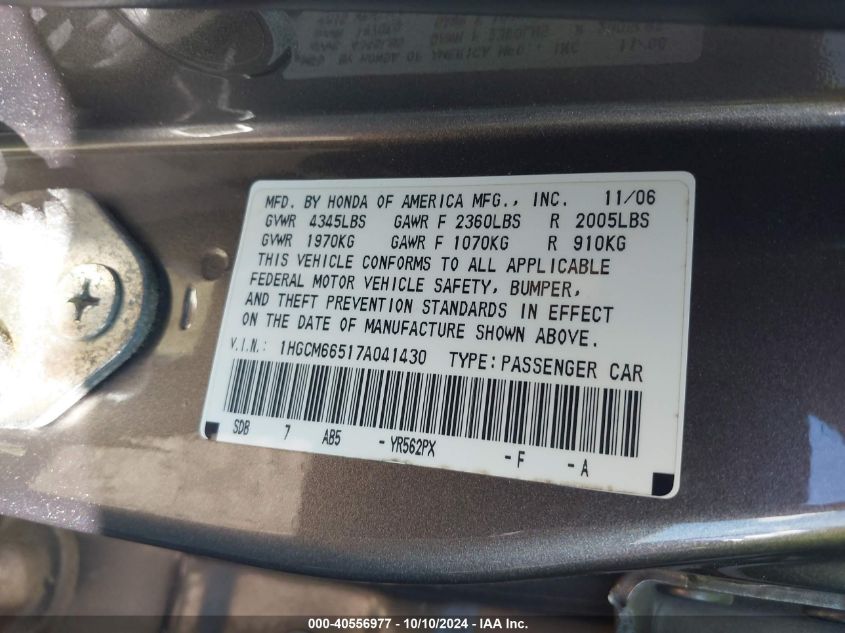 MFD. BY HONDA OF AMERICA MFG., INC. 11/06
GVWR 4345LBS GAWR F 2360LBS R 2005LBS
GVWR 1970KG GAWR F 1070KG R 910KG
THIS VEHICLE CONFORMS TO ALL APPLICABLE
FEDERAL MOTOR VEHICLE SAFETY, BUMPER,
AND THEFT PREVENTION STANDARDS IN EFFECT
ON THE DATE OF MANUFACTURE SHOWN ABOVE.
V.I.N.: 1HGCM66517A041430 TYPE: PASSENGER CAR
SDB 7 AB5 - YR562PX - F - A
000-40556977 - 10/10/2024 - IAA Inc.